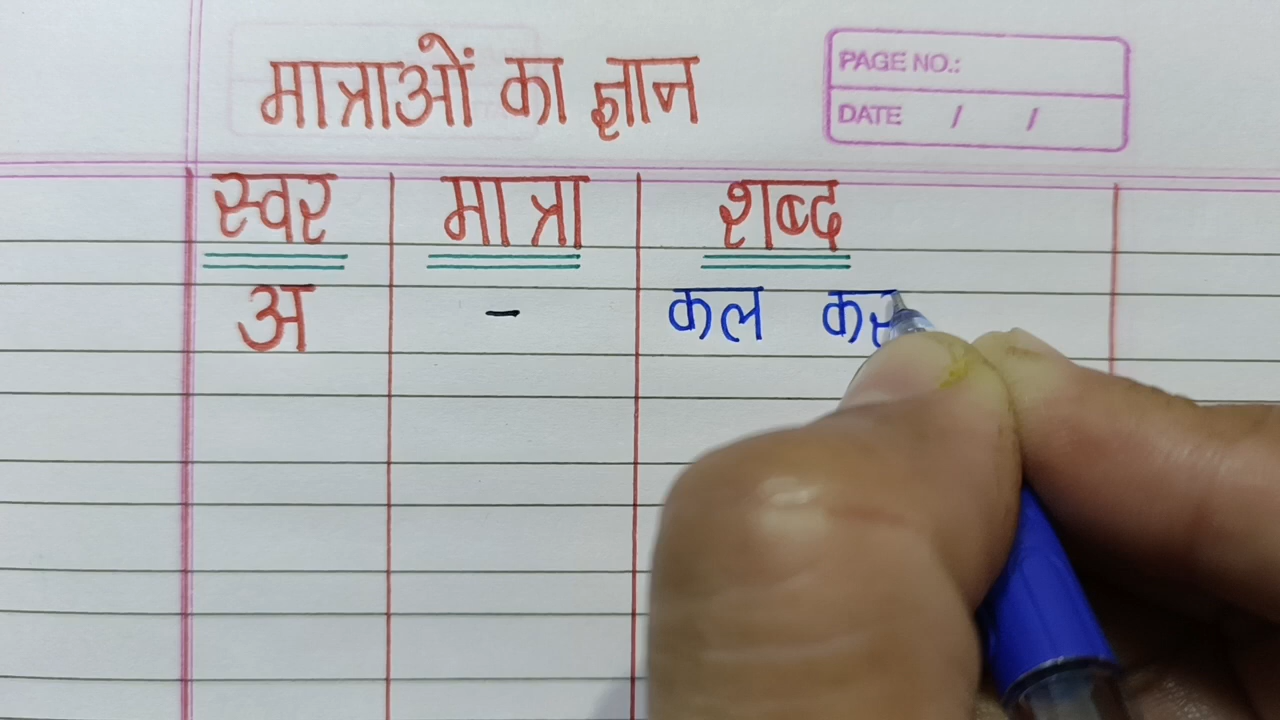 मात्राओं का ज्ञान
PAGE NO.:
DATE / /
स्वर मात्रा शब्द
अ - कल